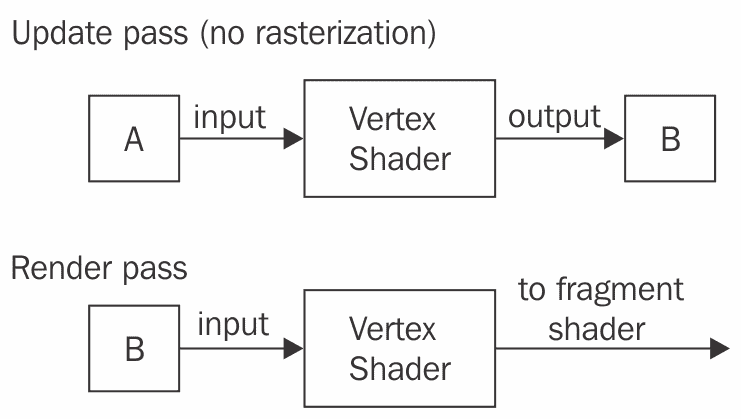 Update pass (no rasterization)
A
input
Vertex
Shader
output
B
Render pass
B
input
Vertex
Shader
to fragment
shader